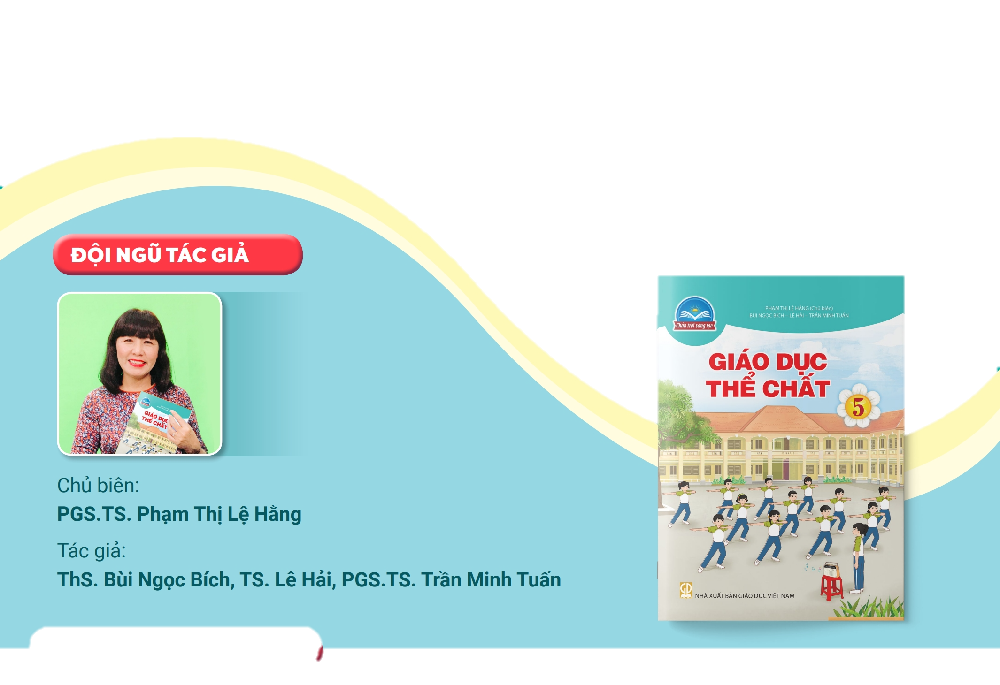 ĐỘI NGŨ TÁC GIẢ
GIÁO DỤC
THỂ CHẤT
Chủ biên:
PGS.TS. Phạm Thị Lệ Hằng
Tác giả:
ThS. Bùi Ngọc Bích, TS. Lê Hải, PGS.TS. Trần Minh Tuấn
PHẠM THỊ LỆ HẰNG (Chủ biên)
BÙI NGỌC BÍCH – LÊ HẢI – TRẦN MINH TUẤN
Chân trời sáng tạo
GIÁO DỤC
THỂ CHẤT
5
GD
NHÀ XUẤT BẢN GIÁO DỤC VIỆT NAM